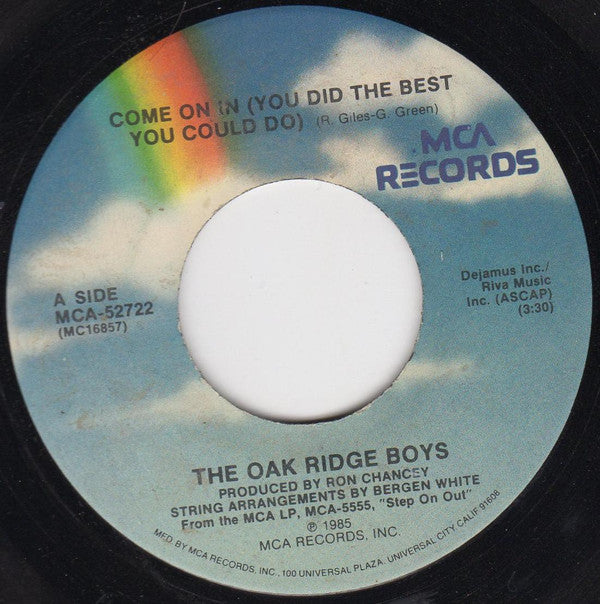 COME ON IN (YOU DID THE BEST
YOU COULD DO) (R. Giles-G. Green)
MCA
RECORDS
A SIDE
MCA-52722
(MC16857)
Dejamus Inc./
Riva Music
Inc. (ASCAP)
(3:30)
THE OAK RIDGE BOYS
PRODUCED BY RON CHANCEY
STRING ARRANGEMENTS BY BERGEN WHITE
From the MCA LP, MCA-5555, "Step On Out"
℗ 1985
MCA RECORDS, INC.
MFD BY MCA RECORDS, INC., 100 UNIVERSAL PLAZA, UNIVERSAL CITY, CALIF 91608